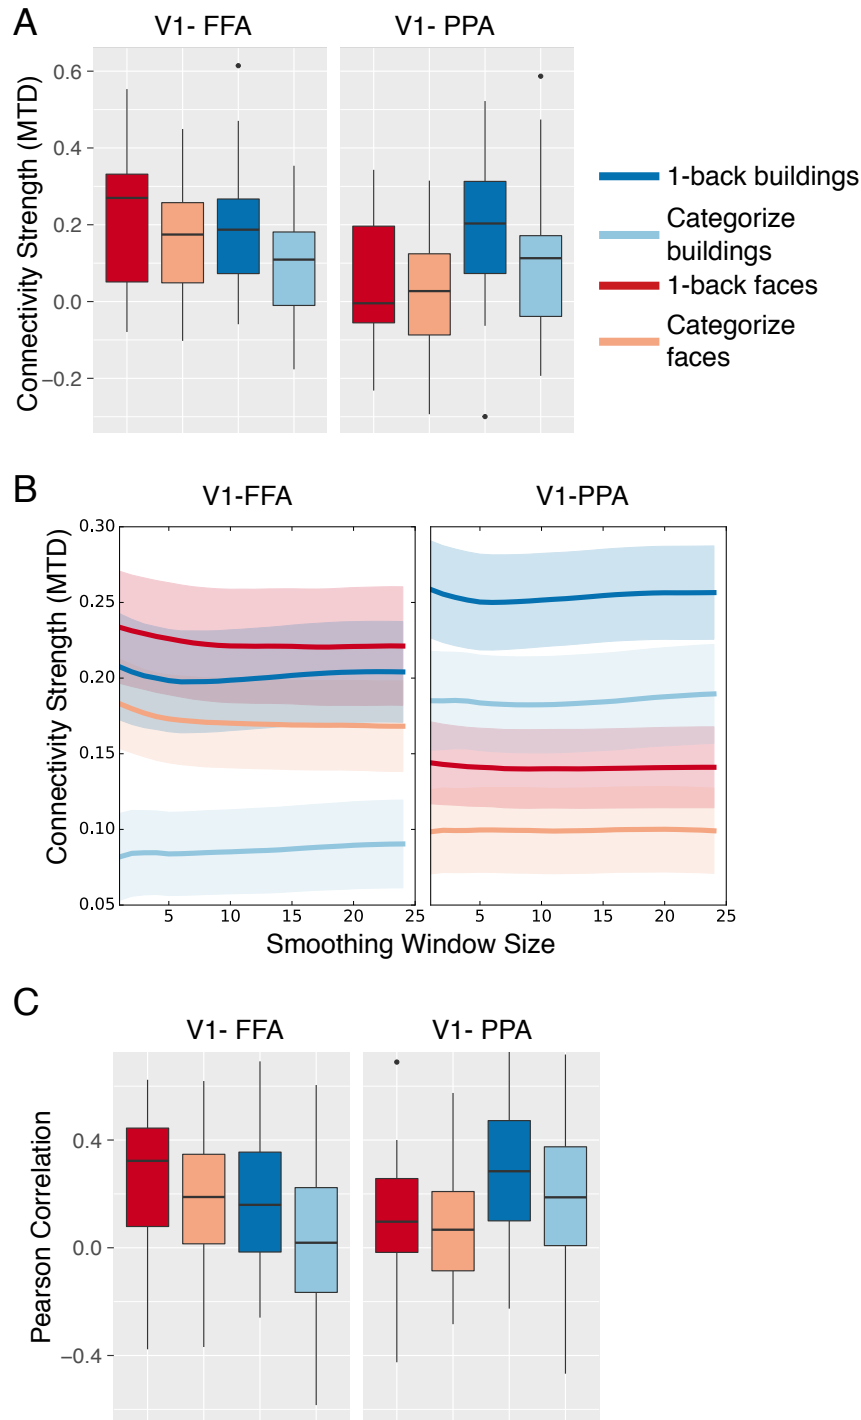 A
V1- FFA
V1- PPA
Connectivity Strength (MTD)
0.6
0.4
0.2
0.0
−0.2
1-back buildings
Categorize
buildings
1-back faces
Categorize
faces
B
V1-FFA
V1-PPA
Connectivity Strength (MTD)
0.30
0.25
0.20
0.15
0.10
0.05
5
10
15
20
25
5
10
15
20
25
Smoothing Window Size
C
V1- FFA
V1- PPA
Pearson Correlation
0.4
0.0
−0.4